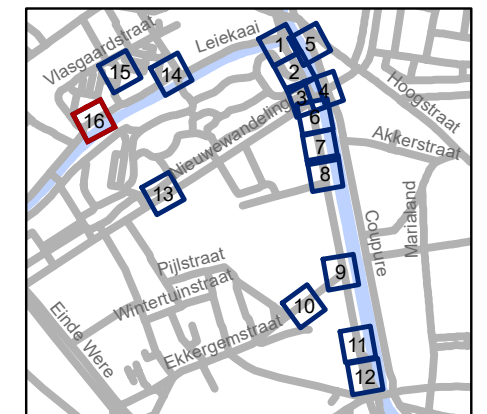 Vlasgaardstraat
Leiekaai
1
5
2
15
14
3
4
Hoogstraat
16
6
Nieuwewandeling
7
Akkerstraat
8
13
Marialand
Coupure
Pijlstraat
9
Wintertuinstraat
10
Einde Were
Ekkergemstraat
11
12